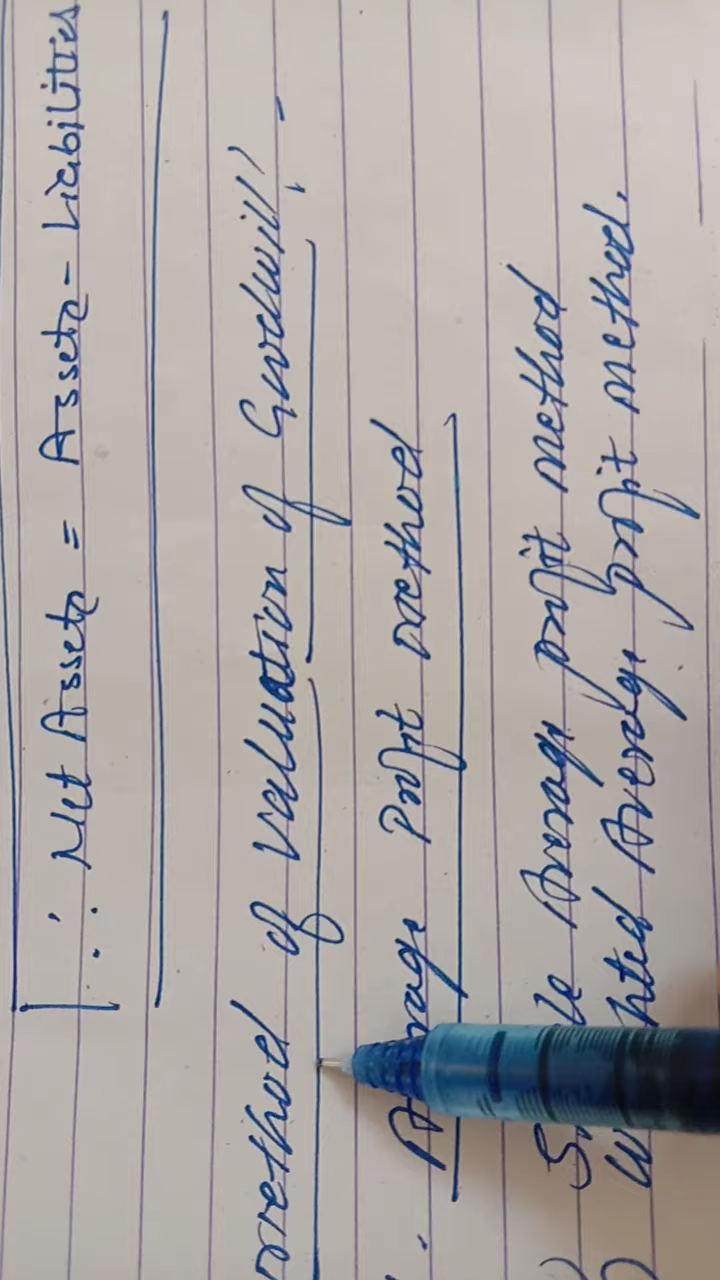 ∴ Net Assets = Assets - Liabilities
method of valuation of Goodwill! -
Average profit method
Simple Average profit method
Weighted Average profit method.